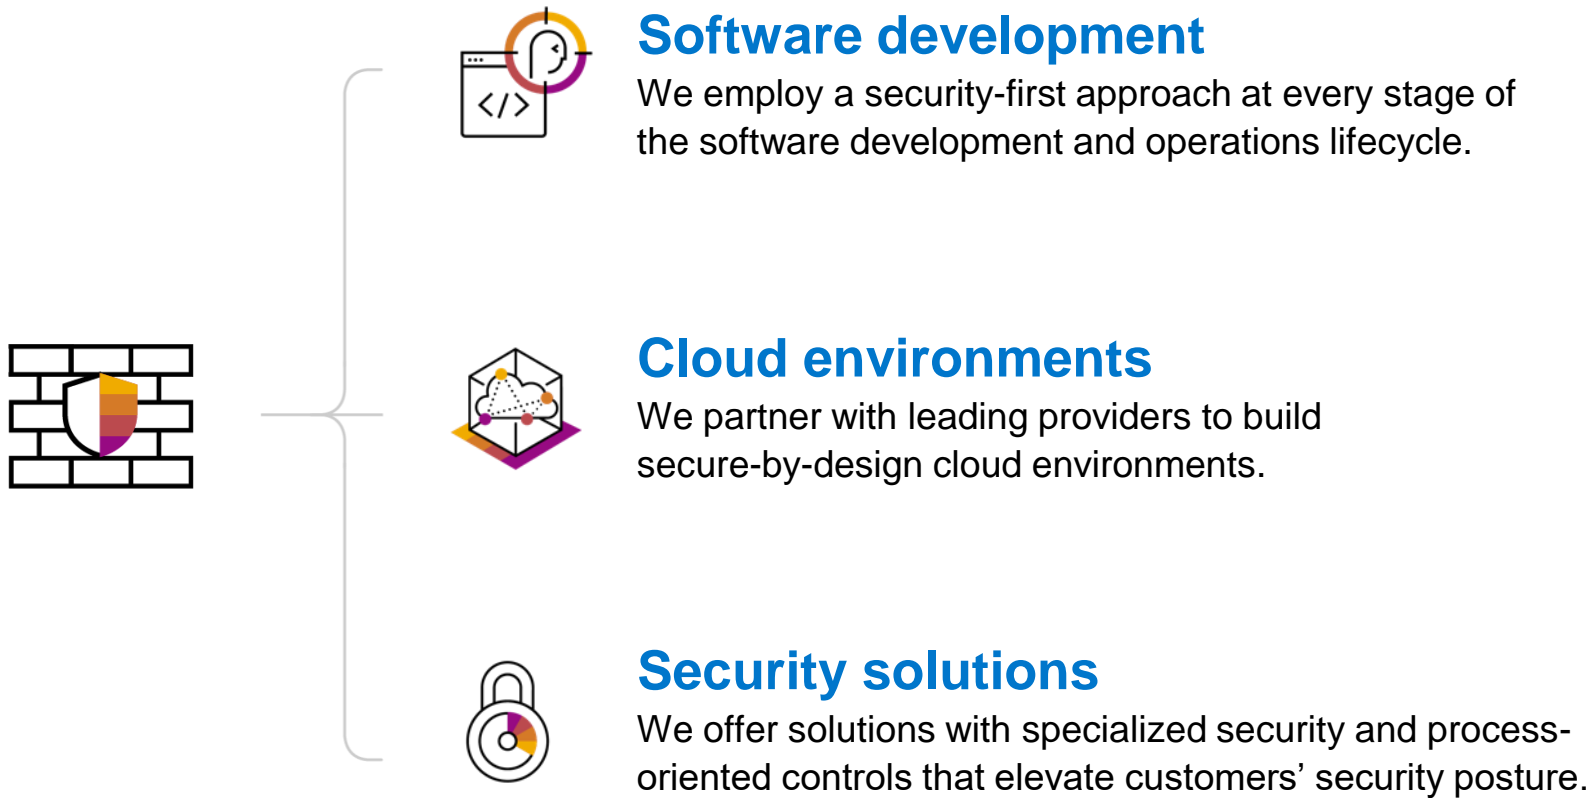 Software development
We employ a security-first approach at every stage of
the software development and operations lifecycle.
</>
Cloud environments
We partner with leading providers to build
secure-by-design cloud environments.
Security solutions
We offer solutions with specialized security and process-
oriented controls that elevate customers’ security posture.